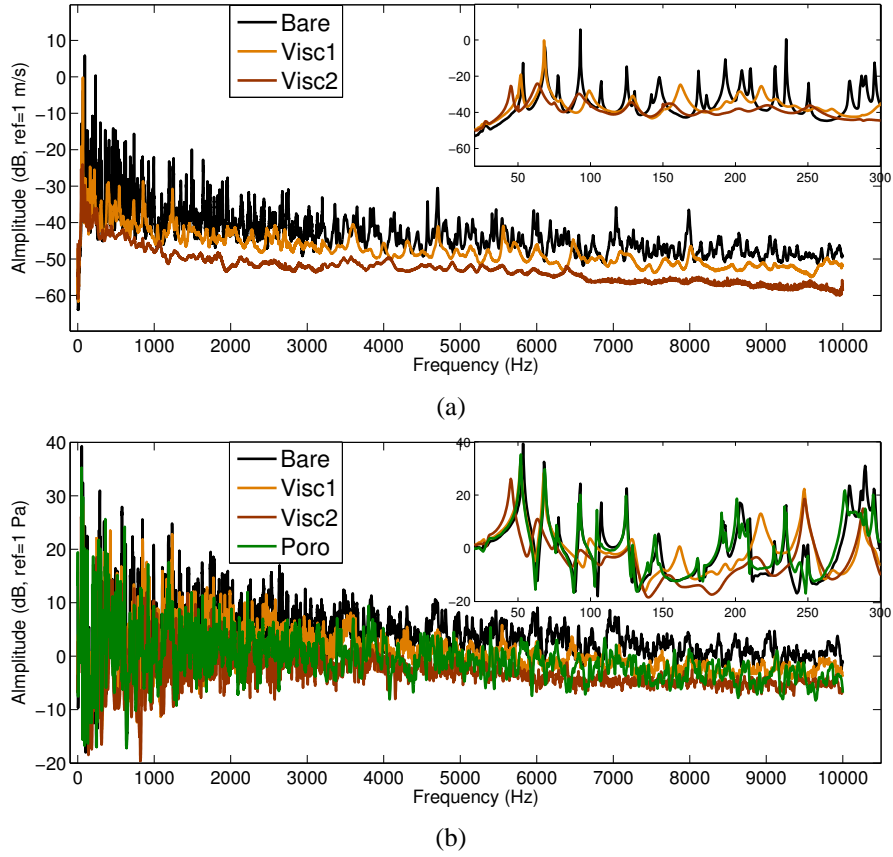 20
10
0
−10
−20
−30
−40
−50
−60
Almplitude (dB, ref=1 m/s)
Bare
Visc1
Visc2
0
−20
−40
−60
50 100 150 200 250 300
0 1000 2000 3000 4000 5000 6000 7000 8000 9000 10000
Frequency (Hz)
(a)
40
30
20
10
0
−10
−20
Almplitude (dB, ref=1 Pa)
Bare
Visc1
Visc2
Poro
40
20
0
−20
50 100 150 200 250 300
0 1000 2000 3000 4000 5000 6000 7000 8000 9000 10000
Frequency (Hz)
(b)